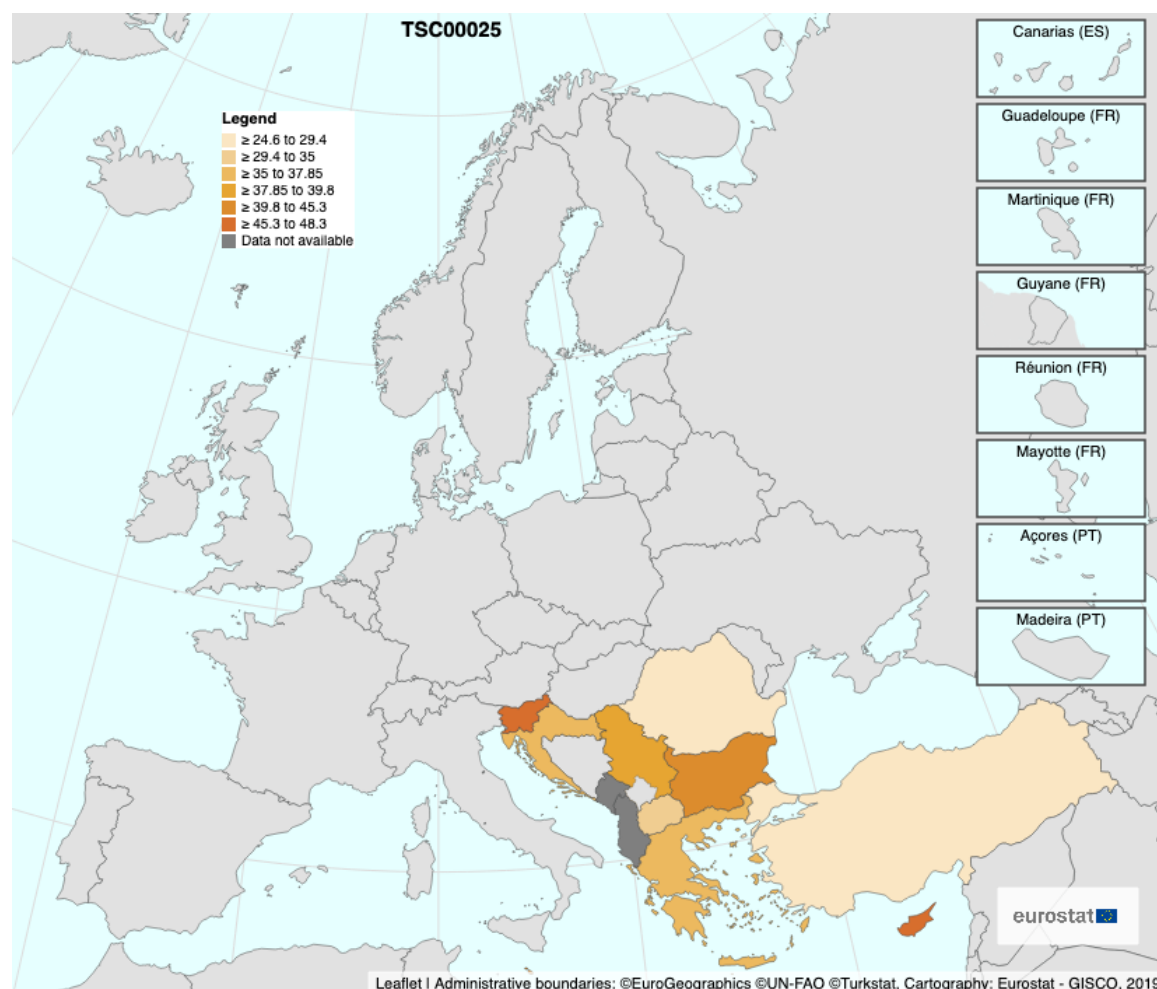 TSC00025
Legend
≥ 24.6 to 29.4
≥ 29.4 to 35
≥ 35 to 37.85
≥ 37.85 to 39.8
≥ 39.8 to 45.3
≥ 45.3 to 48.3
Data not available
Canarias (ES)
Guadeloupe (FR)
Martinique (FR)
Guyane (FR)
Réunion (FR)
Mayotte (FR)
Açores (PT)
Madeira (PT)
eurostat
Leaflet | Administrative boundaries: ©EuroGeographics ©UN-FAO ©Turkstat, Cartography: Eurostat - GISCO, 2019